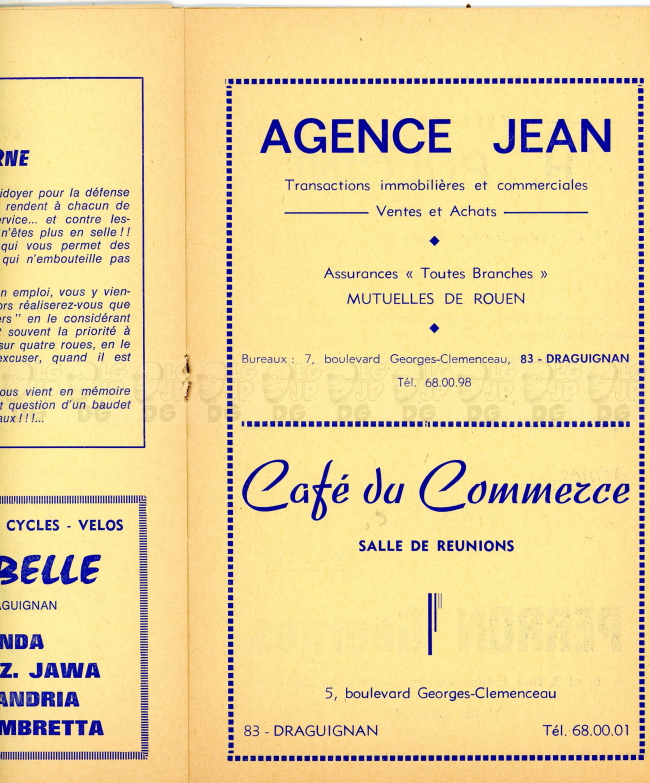 idoyer pour la défense
rendent à chacun de
ervice... et contre les-
n'êtes plus en selle!!
qui vous permet des
qui n'embouteille pas
n emploi, vous y vien-
ors réaliserez-vous que
ers" en le considérant
t souvent la priorité à
sur quatre roues, en le
excuser, quand il est
ous vient en mémoire
t question d'un baudet
aux!!!...
CYCLES - VELOS
BELLE
AGUIGNAN
NDA
Z. JAWA
ANDRIA
MBRETTA
AGENCE JEAN
Transactions immobilières et commerciales
Ventes et Achats
Assurances « Toutes Branches »
MUTUELLES DE ROUEN
Bureaux : 7, boulevard Georges-Clemenceau, 83 - DRAGUIGNAN
Tél. 68.00.98
Café du Commerce
SALLE DE REUNIONS
5, boulevard Georges-Clemenceau
83 - DRAGUIGNAN Tél. 68.00.01